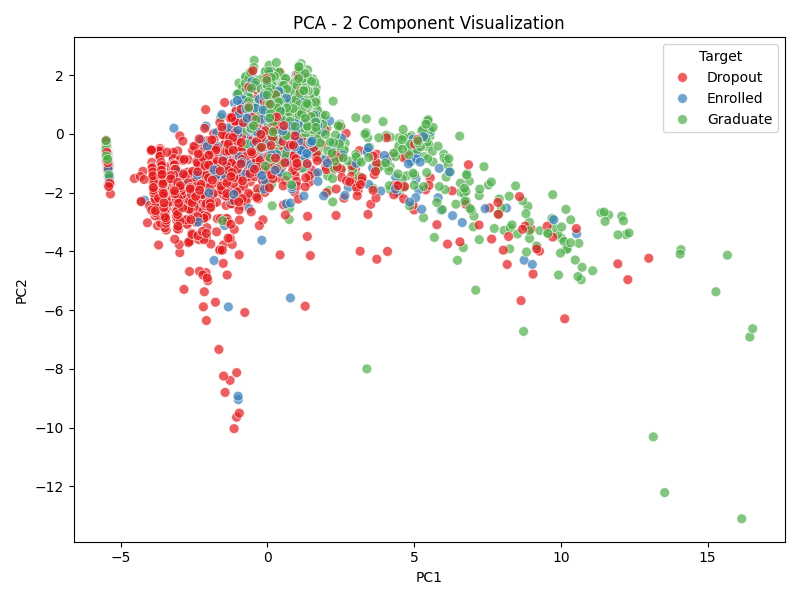 PCA - 2 Component Visualization
Target
Dropout
Enrolled
Graduate
2
0
−2
−4
−6
−8
−10
−12
PC2
−5
0
5
10
15
PC1